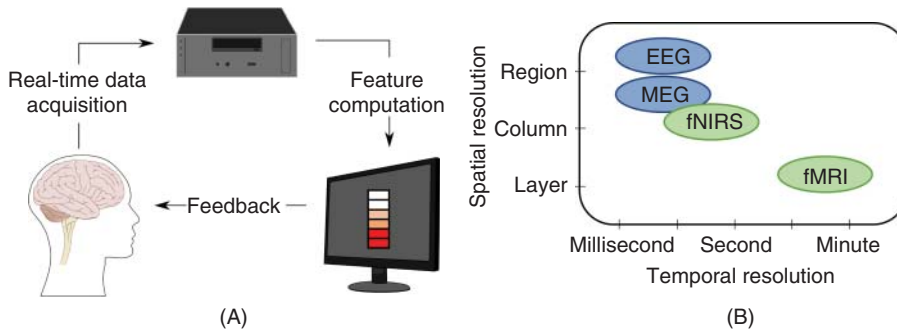 Real-time data
acquisition
Feature
computation
Feedback
(A)
Spatial resolution
Region
Column
Layer
EEG
MEG
fNIRS
fMRI
Millisecond
Second
Minute
Temporal resolution
(B)